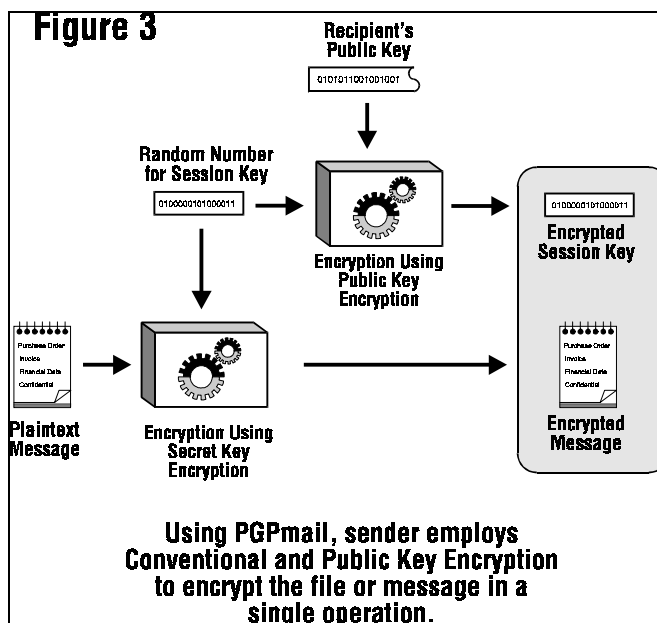 Figure 3
Recipient's
Public Key
0101011001001001
Random Number
for Session Key
0100000101000011
Encryption Using
Public Key
Encryption
0100000101000011
Encrypted
Session Key
Purchase Order
Invoice
Financial Data
Confidential
Plaintext
Message
Encryption Using
Secret Key
Encryption
Purchase Order
Invoice
Financial Data
Confidential
Encrypted
Message
Using PGPmail, sender employs
Conventional and Public Key Encryption
to encrypt the file or message in a
single operation.